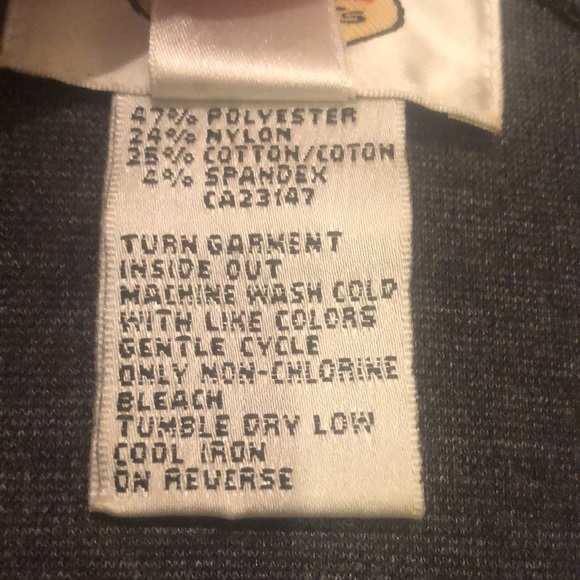 's
47% POLYESTER
24% NYLON
25% COTTON/COTON
4% SPANDEX
CA23147
TURN GARMENT
INSIDE OUT
MACHINE WASH COLD
WITH LIKE COLORS
GENTLE CYCLE
ONLY NON-CHLORINE
BLEACH
TUMBLE DRY LOW
COOL IRON
ON REVERSE